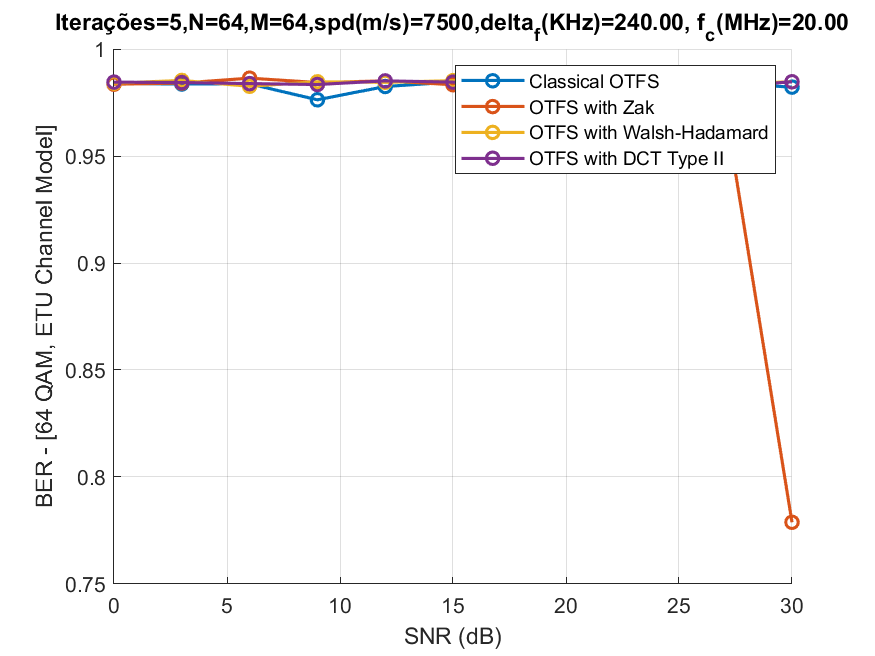 Iterações=5,N=64,M=64,spd(m/s)=7500,delta_f(KHz)=240.00, f_c(MHz)=20.00
1
0.95
0.9
0.85
0.8
0.75
BER - [64 QAM, ETU Channel Model]
Classical OTFS
OTFS with Zak
OTFS with Walsh-Hadamard
OTFS with DCT Type II
0 5 10 15 20 25 30
SNR (dB)